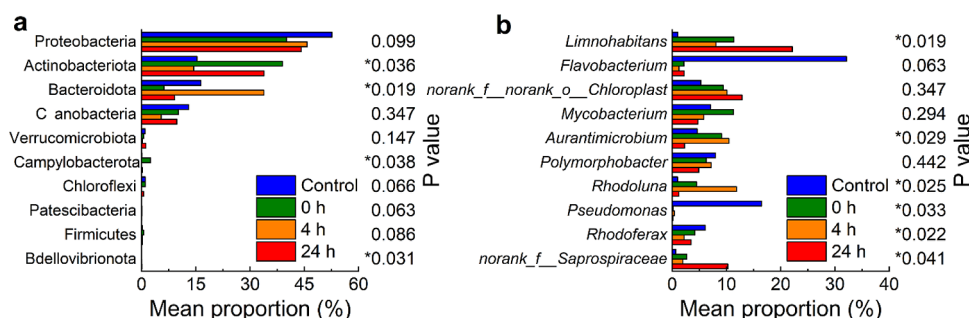 a
Proteobacteria 0.099
Actinobacteriota *0.036
Bacteroidota *0.019
C anobacteria 0.347
Verrucomicrobiota 0.147
Campylobacterota *0.038
Chloroflexi 0.066
Patescibacteria 0.063
Firmicutes 0.086
Bdellovibrionota *0.031
Control
0 h
4 h
24 h
P value
0 15 30 45 60
Mean proportion (%)
b
Limnohabitans *0.019
Flavobacterium 0.063
norank_f__norank_o__Chloroplast 0.347
Mycobacterium 0.294
Aurantimicrobium *0.029
Polymorphobacter 0.442
Rhodoluna *0.025
Pseudomonas *0.033
Rhodoferax *0.022
norank_f__Saprospiraceae *0.041
Control
0 h
4 h
24 h
P value
0 10 20 30 40
Mean proportion (%)